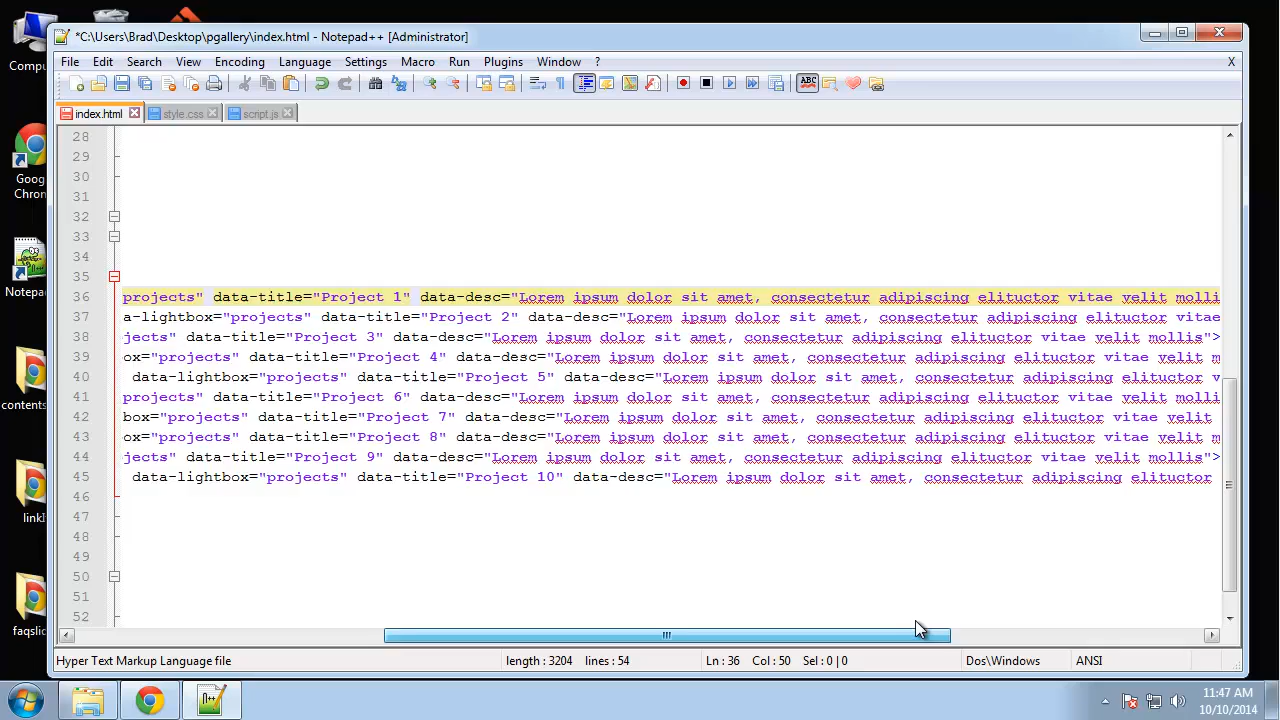 *C:\Users\Brad\Desktop\pgallery\index.html - Notepad++ [Administrator]
File Edit Search View Encoding Language Settings Macro Run Plugins Window ? X
index.html style.css script.js
28
29
30
31
32
33
34
35
36 projects" data-title="Project 1" data-desc="Lorem ipsum dolor sit amet, consectetur adipiscing elituctor vitae velit molli
37 a-lightbox="projects" data-title="Project 2" data-desc="Lorem ipsum dolor sit amet, consectetur adipiscing elituctor vitae
38 jects" data-title="Project 3" data-desc="Lorem ipsum dolor sit amet, consectetur adipiscing elituctor vitae velit mollis">
39 ox="projects" data-title="Project 4" data-desc="Lorem ipsum dolor sit amet, consectetur adipiscing elituctor vitae velit m
40 data-lightbox="projects" data-title="Project 5" data-desc="Lorem ipsum dolor sit amet, consectetur adipiscing elituctor v
41 projects" data-title="Project 6" data-desc="Lorem ipsum dolor sit amet, consectetur adipiscing elituctor vitae velit molli
42 box="projects" data-title="Project 7" data-desc="Lorem ipsum dolor sit amet, consectetur adipiscing elituctor vitae velit
43 ox="projects" data-title="Project 8" data-desc="Lorem ipsum dolor sit amet, consectetur adipiscing elituctor vitae velit m
44 jects" data-title="Project 9" data-desc="Lorem ipsum dolor sit amet, consectetur adipiscing elituctor vitae velit mollis">
45 data-lightbox="projects" data-title="Project 10" data-desc="Lorem ipsum dolor sit amet, consectetur adipiscing elituctor
46
47
48
49
50
51
52
Hyper Text Markup Language file length : 3204 lines : 54 Ln : 36 Col : 50 Sel : 0 | 0 Dos\Windows ANSI
Compu
Goog
Chron
Notepa
contents
linkI
faqslic
11:47 AM
10/10/2014